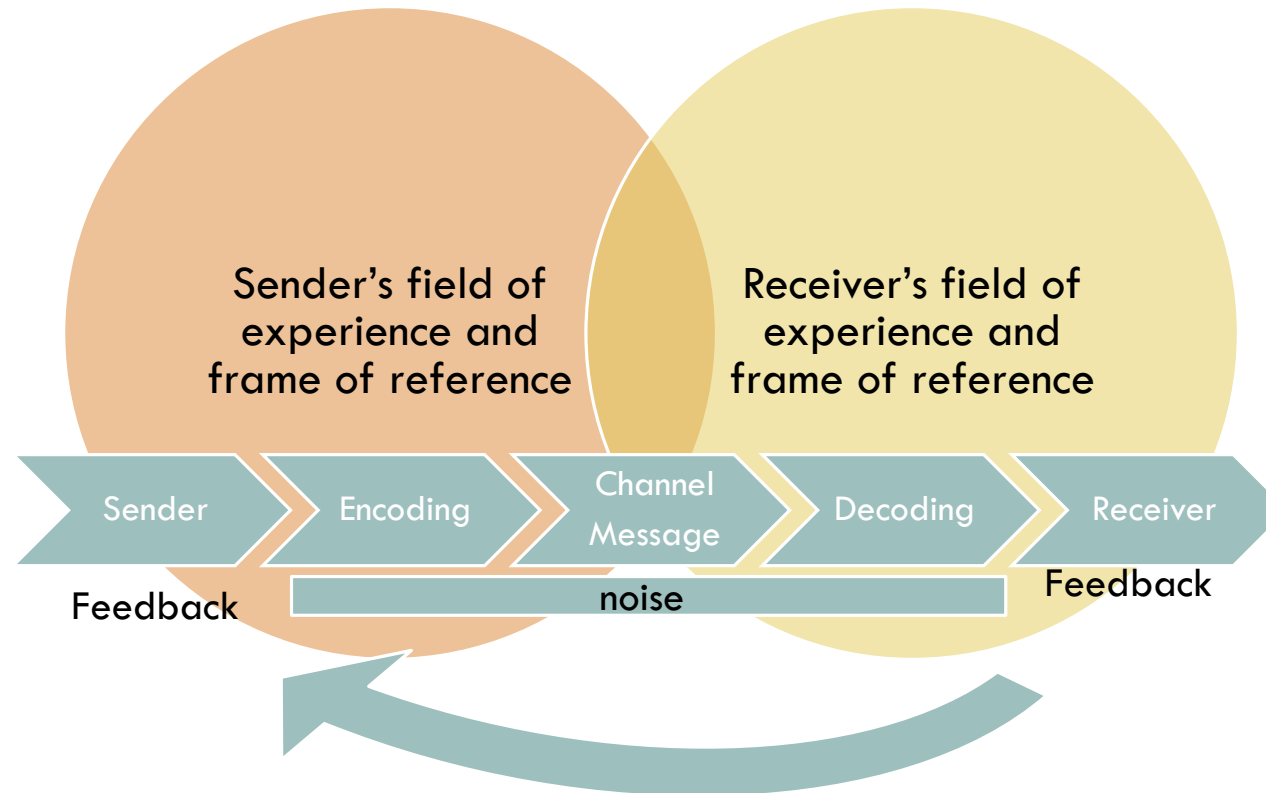 Sender’s field of
experience and
frame of reference
Receiver’s field of
experience and
frame of reference
Sender
Encoding
Channel
Message
Decoding
Receiver
Feedback
noise
Feedback